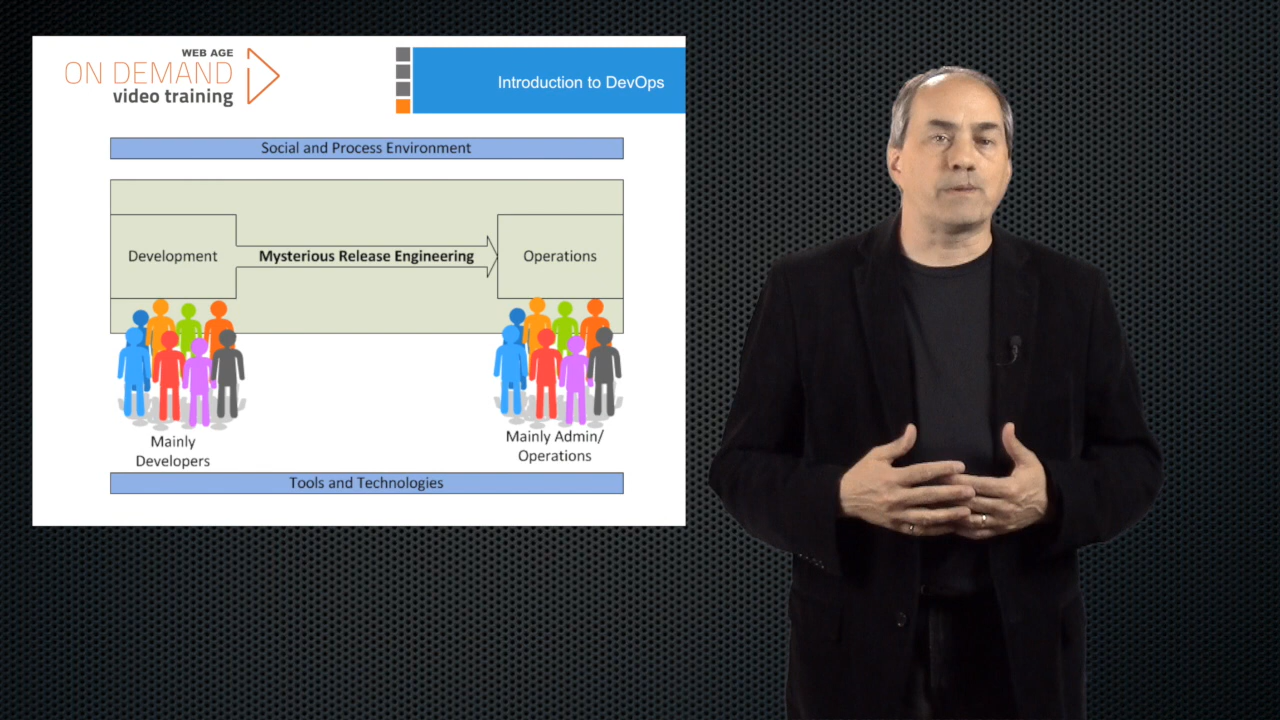 WEB AGE
ON DEMAND
video training
Introduction to DevOps
Social and Process Environment
Development
Mysterious Release Engineering
Operations
Mainly
Developers
Mainly Admin/
Operations
Tools and Technologies